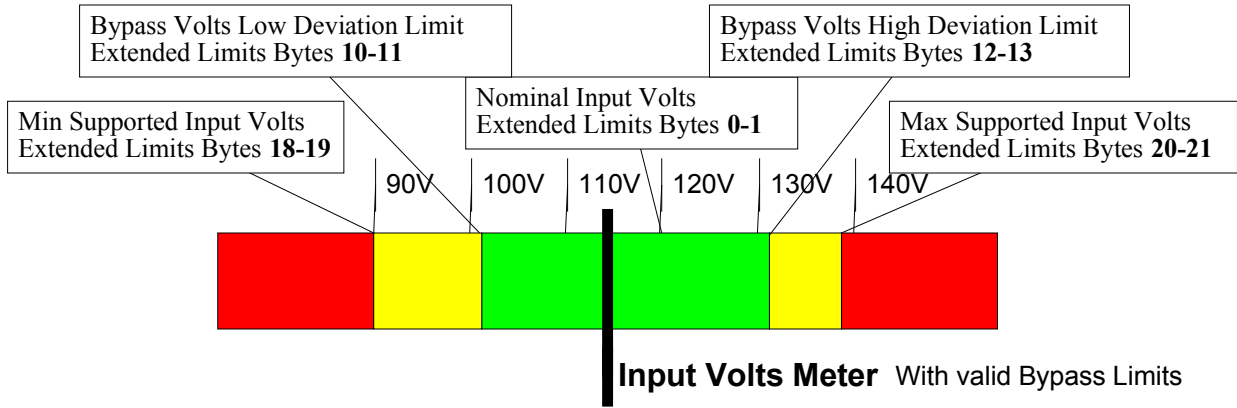 Bypass Volts Low Deviation Limit
Extended Limits Bytes 10-11
Bypass Volts High Deviation Limit
Extended Limits Bytes 12-13
Nominal Input Volts
Extended Limits Bytes 0-1
Min Supported Input Volts
Extended Limits Bytes 18-19
Max Supported Input Volts
Extended Limits Bytes 20-21
90V 100V 110V 120V 130V 140V
Input Volts Meter With valid Bypass Limits